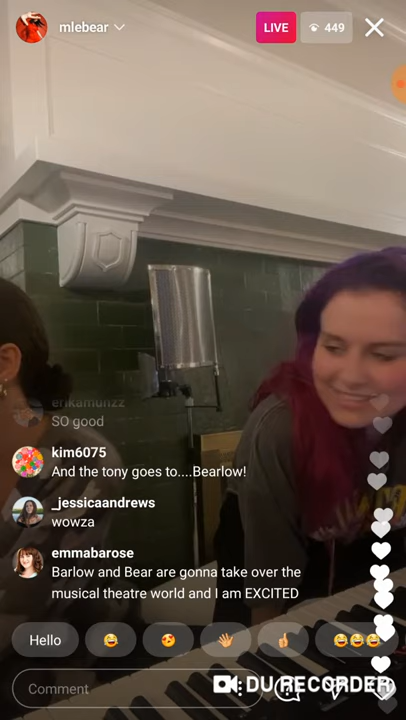 mlebear
LIVE
449
erikamunzz
SO good
kim6075
And the tony goes to....Bearlow!
_jessicaandrews
wowza
emmabarose
Barlow and Bear are gonna take over the
musical theatre world and I am EXCITED
Hello
Comment
DU RECORDER